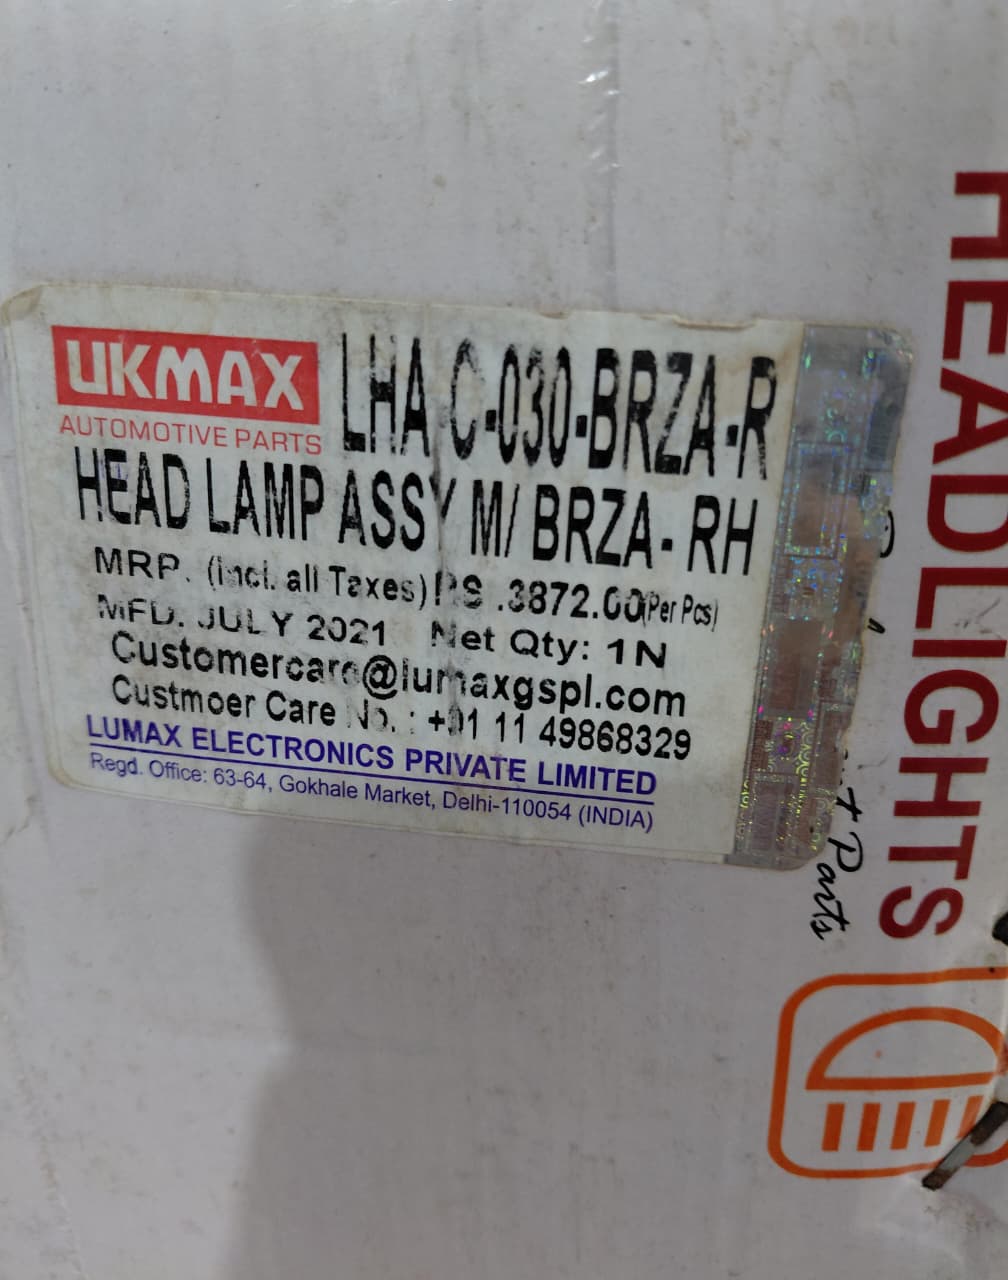 UKMAX
AUTOMOTIVE PARTS
LHA C-030-BRZA-R
HEAD LAMP ASSY M/ BRZA- RH
MRP. (Incl. all Taxes) RS .3872.00(Per Pcs)
MFD. JULY 2021 Net Qty: 1N
Customercare@lumaxgspl.com
Custmoer Care No. : +91 11 49868329
LUMAX ELECTRONICS PRIVATE LIMITED
Regd. Office: 63-64, Gokhale Market, Delhi-110054 (INDIA)
HEADLIGHTS
Parts